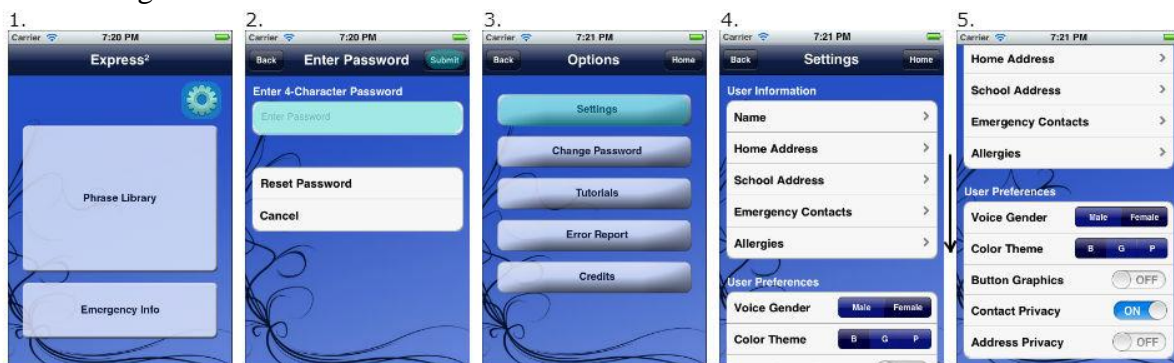 1.
Carrier 7:20 PM
Express²
Phrase Library
Emergency Info
2.
Carrier 7:20 PM
Back Enter Password Submit
Enter 4-Character Password
Enter Password
Reset Password
Cancel
3.
Carrier 7:21 PM
Back Options Home
Settings
Change Password
Tutorials
Error Report
Credits
4.
Carrier 7:21 PM
Back Settings Home
User Information
Name
Home Address
School Address
Emergency Contacts
Allergies
User Preferences
Voice Gender Male Female
Color Theme B G P
5.
Carrier 7:21 PM
Home Address
School Address
Emergency Contacts
Allergies
User Preferences
Voice Gender Male Female
Color Theme B G P
Button Graphics OFF
Contact Privacy ON
Address Privacy OFF